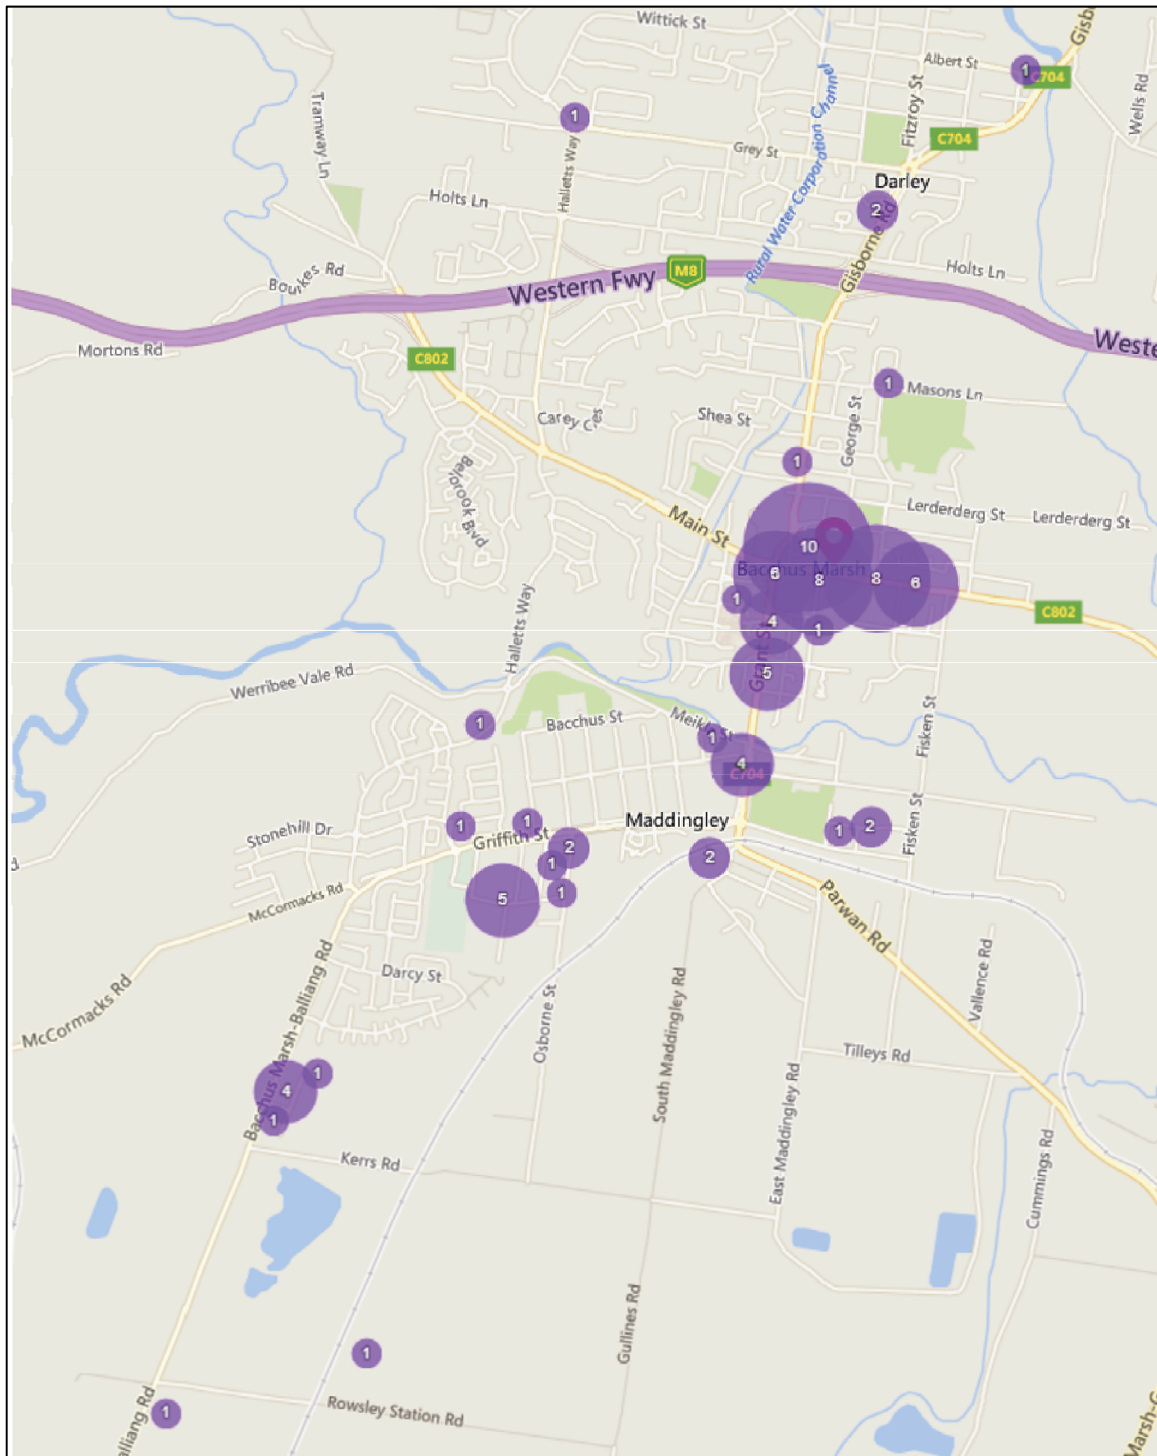 Wittick St
Gisb
Albert St
1
C704
Wells Rd
Tramway Ln
1
Halletts Way
Rural Water Corporation Channel
Fitzroy St
C704
Grey St
Darley
Holts Ln
2
Gisborne Rd
Bourkes Rd
Western Fwy
M8
Holts Ln
Mortons Rd
Weste
C802
1
Masons Ln
Carey Cres
Shea St
George St
1
Belbrook Blvd
Main St
Lerderderg St
Lerderderg St
10
Bacchus Marsh
6
8
8
6
1
C802
4
1
Halletts Way
Grant St
5
Werribee Vale Rd
Fisken St
1
Bacchus St
Meikle St
1
4
C704
Stonehill Dr
1
1
Griffith St
Maddingley
1
2
Fisken St
2
1
2
1
5
McCormacks Rd
Parwan Rd
Darcy St
Vallence Rd
McCormacks Rd
Bacchus Marsh-Balliang Rd
Osborne St
South Maddingley Rd
Tilleys Rd
1
4
1
East Maddingley Rd
Kerrs Rd
Cummings Rd
Gullines Rd
1
Rowsley Station Rd
1
alliang Rd
Marsh-G